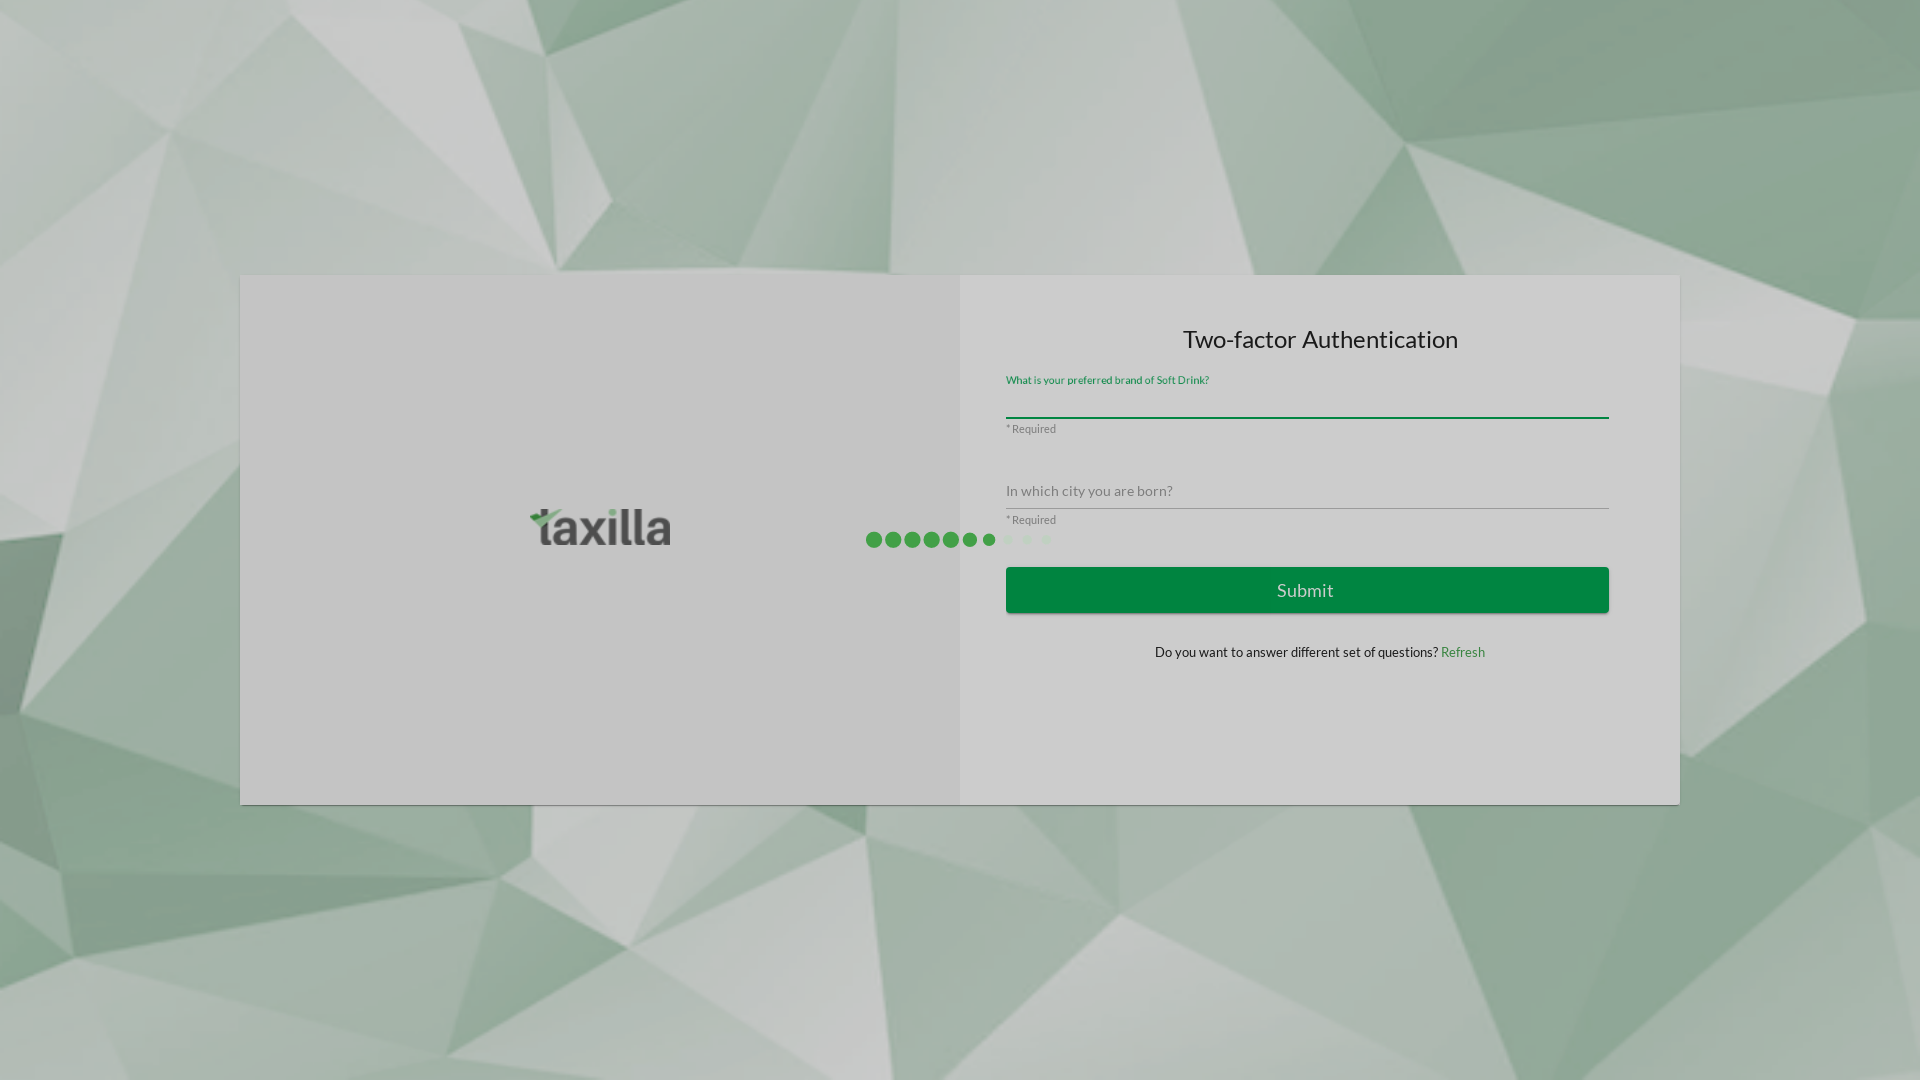 taxilla
Two-factor Authentication
What is your preferred brand of Soft Drink?
* Required
In which city you are born?
* Required
Submit
Do you want to answer different set of questions? Refresh